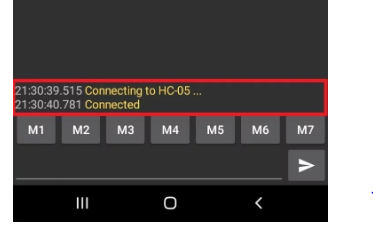 21:30:39.515 Connecting to HC-05 ...
21:30:40.781 Connected
M1 M2 M3 M4 M5 M6 M7